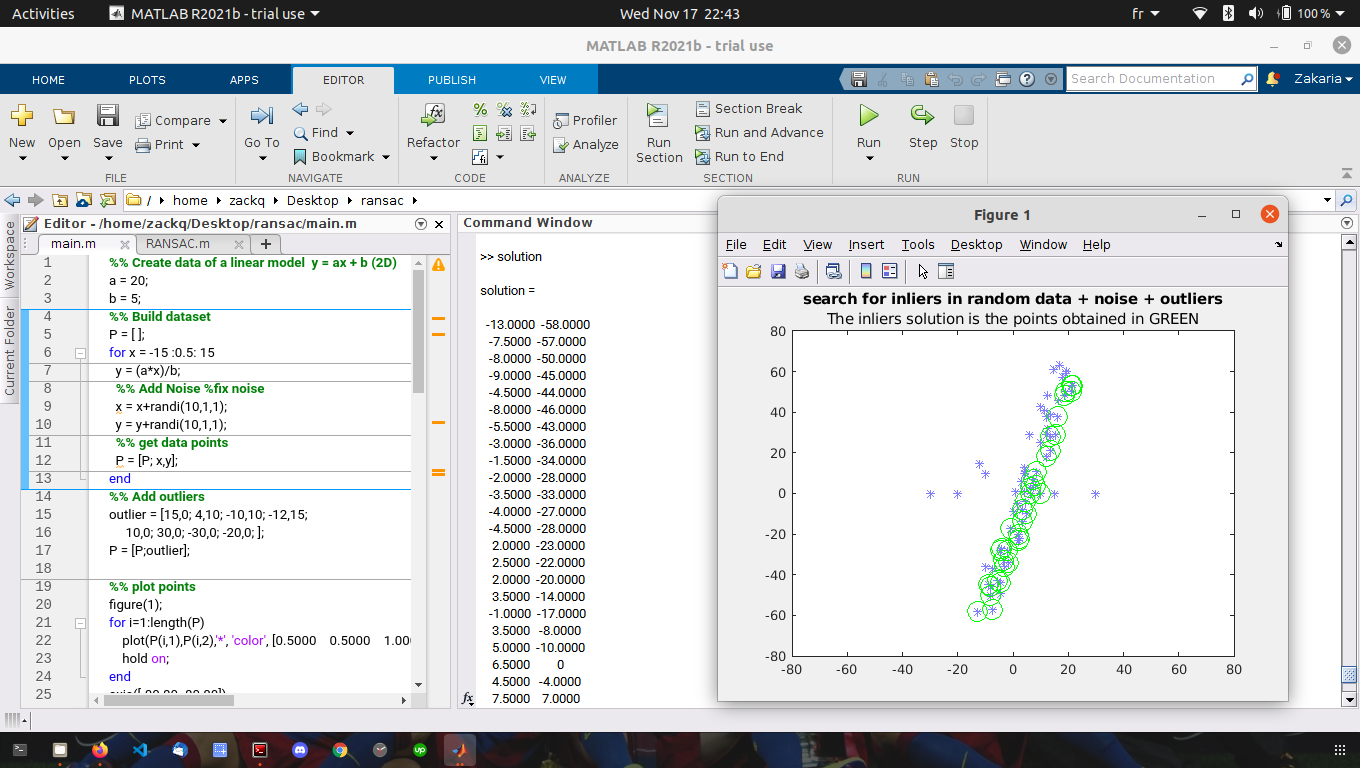 Activities MATLAB R2021b - trial use Wed Nov 17 22:43 fr 100 %
MATLAB R2021b - trial use
HOME PLOTS APPS EDITOR PUBLISH VIEW Search Documentation Zakaria
New Open Save Compare Print
FILE
Go To Find Bookmark
NAVIGATE
Refactor
CODE
Profiler
Analyze
ANALYZE
Run Section
Section Break
Run and Advance
Run to End
SECTION
Run Step Stop
RUN
/ home zackq Desktop ransac
Workspace
Current Folder
Editor - /home/zackq/Desktop/ransac/main.m
main.m RANSAC.m
1 %% Create data of a linear model y = ax + b (2D)
2 a = 20;
3 b = 5;
4 %% Build dataset
5 P = [ ];
6 for x = -15 :0.5: 15
7 y = (a*x)/b;
8 %% Add Noise %fix noise
9 x = x+randi(10,1,1);
10 y = y+randi(10,1,1);
11 %% get data points
12 P = [P; x,y];
13 end
14 %% Add outliers
15 outlier = [15,0; 4,10; -10,10; -12,15;
16 10,0; 30,0; -30,0; -20,0; ];
17 P = [P;outlier];
18
19 %% plot points
20 figure(1);
21 for i=1:length(P)
22 plot(P(i,1),P(i,2),'*', 'color', [0.5000 0.5000 1.00
23 hold on;
24 end
25
Command Window
>> solution
solution =
-13.0000 -58.0000
-7.5000 -57.0000
-8.0000 -50.0000
-9.0000 -45.0000
-4.5000 -44.0000
-8.0000 -46.0000
-5.5000 -43.0000
-3.0000 -36.0000
-1.5000 -34.0000
-2.0000 -28.0000
-3.5000 -33.0000
-4.0000 -27.0000
-4.5000 -28.0000
2.0000 -23.0000
2.5000 -22.0000
2.0000 -20.0000
3.5000 -14.0000
-1.0000 -17.0000
3.5000 -8.0000
5.0000 -10.0000
6.5000 0
4.5000 -4.0000
7.5000 7.0000
fx
Figure 1
File Edit View Insert Tools Desktop Window Help
search for inliers in random data + noise + outliers
The inliers solution is the points obtained in GREEN
80
60
40
20
0
-20
-40
-60
-80
-80 -60 -40 -20 0 20 40 60 80